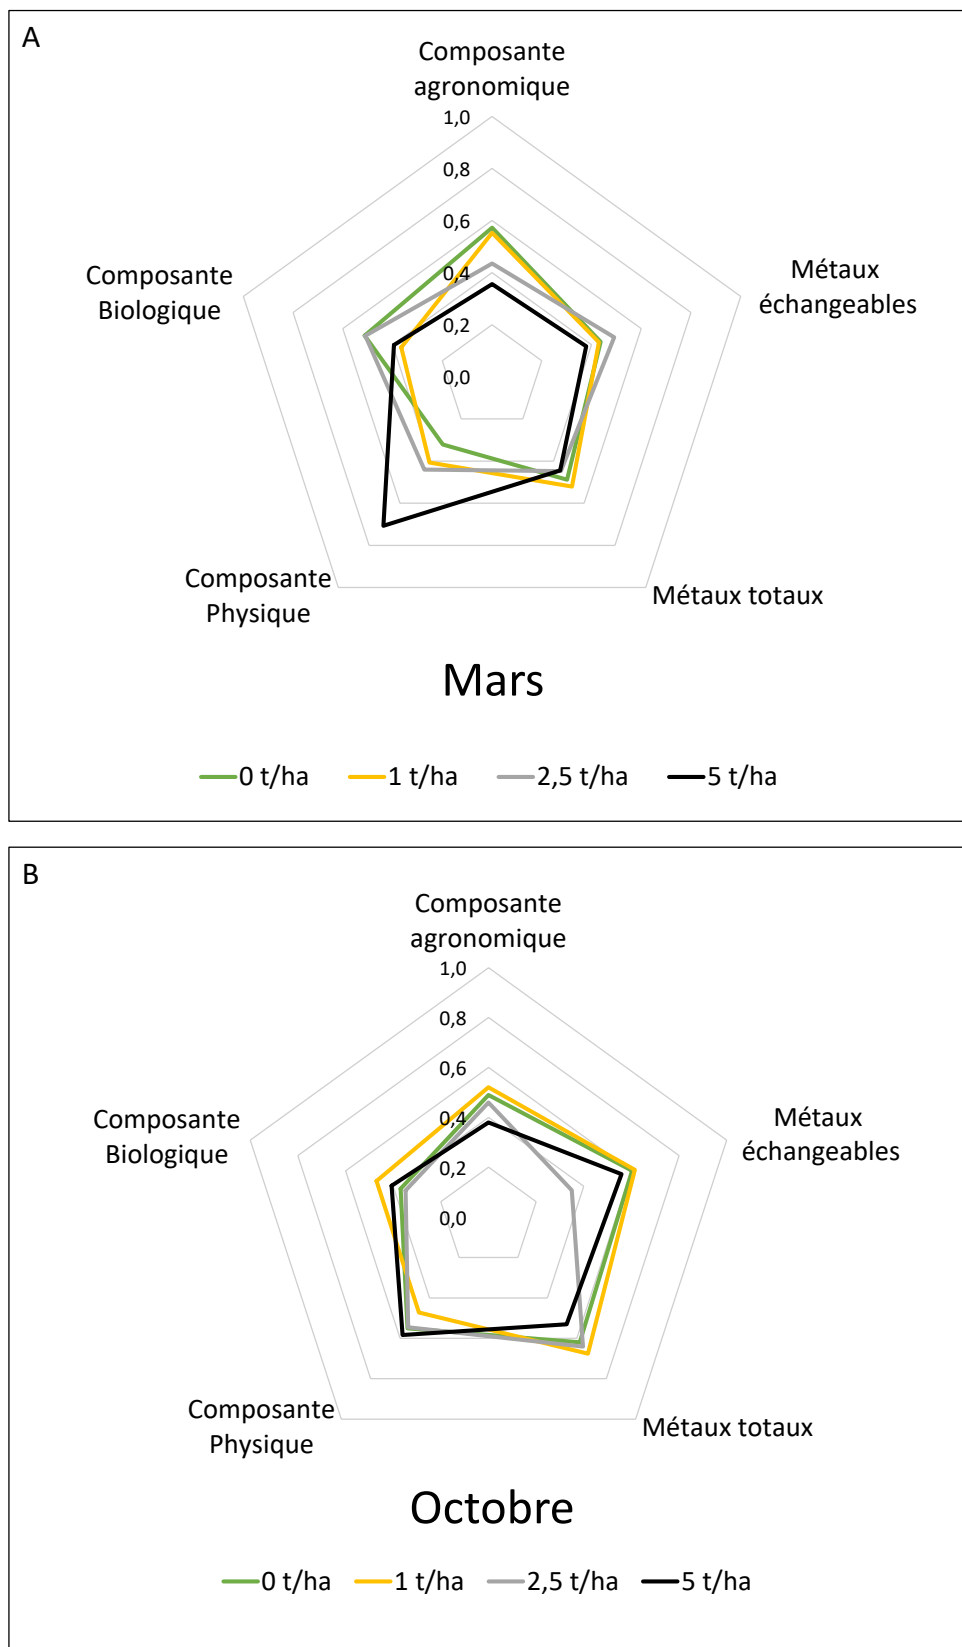 A
Composante
agronomique
1,0
0,8
0,6
0,4
0,2
0,0
Métaux
échangeables
Composante
Biologique
Composante
Physique
Métaux totaux
Mars
0 t/ha 1 t/ha 2,5 t/ha 5 t/ha
B
Composante
agronomique
1,0
0,8
0,6
0,4
0,2
0,0
Métaux
échangeables
Composante
Biologique
Composante
Physique
Métaux totaux
Octobre
0 t/ha 1 t/ha 2,5 t/ha 5 t/ha